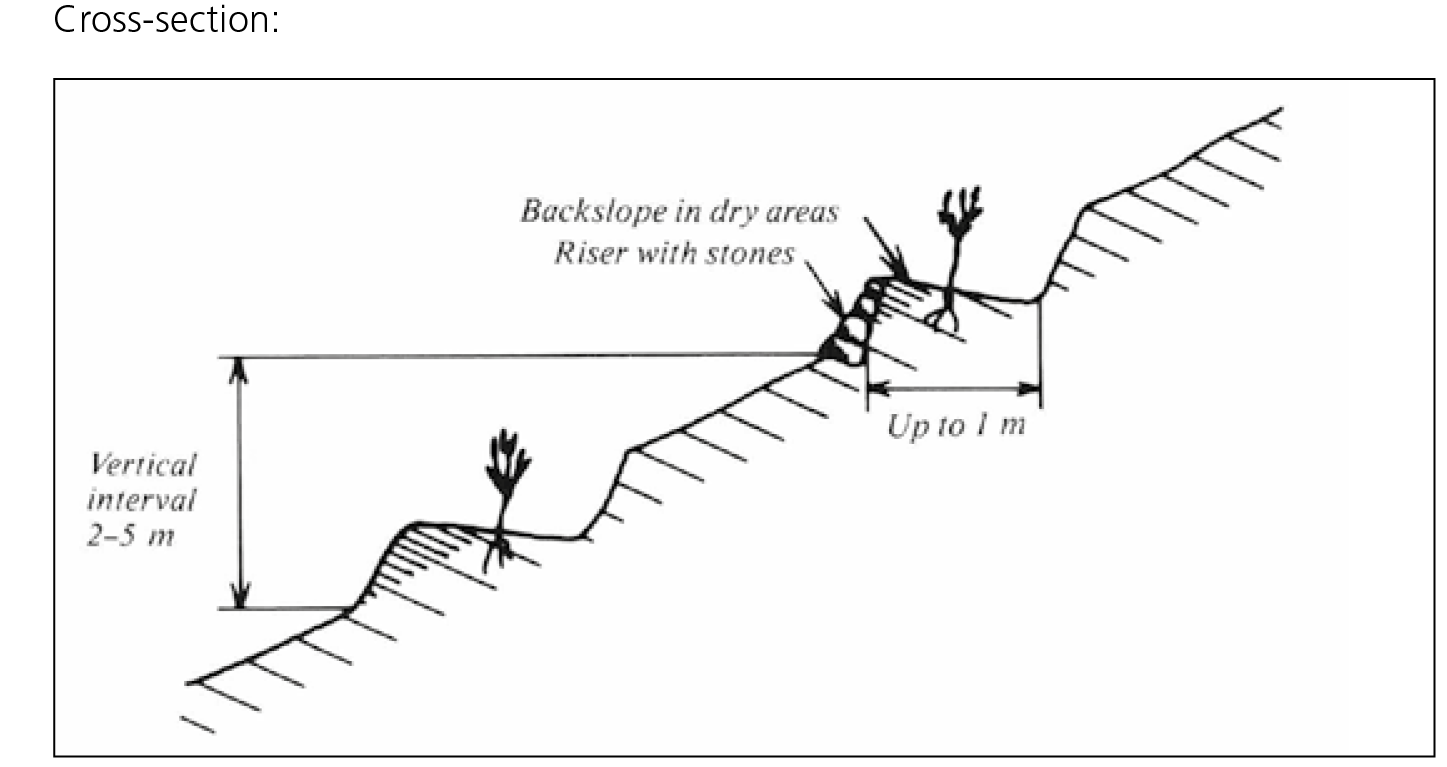 Cross-section:
Backslope in dry areas
Riser with stones
Up to 1 m
Vertical
interval
2–5 m